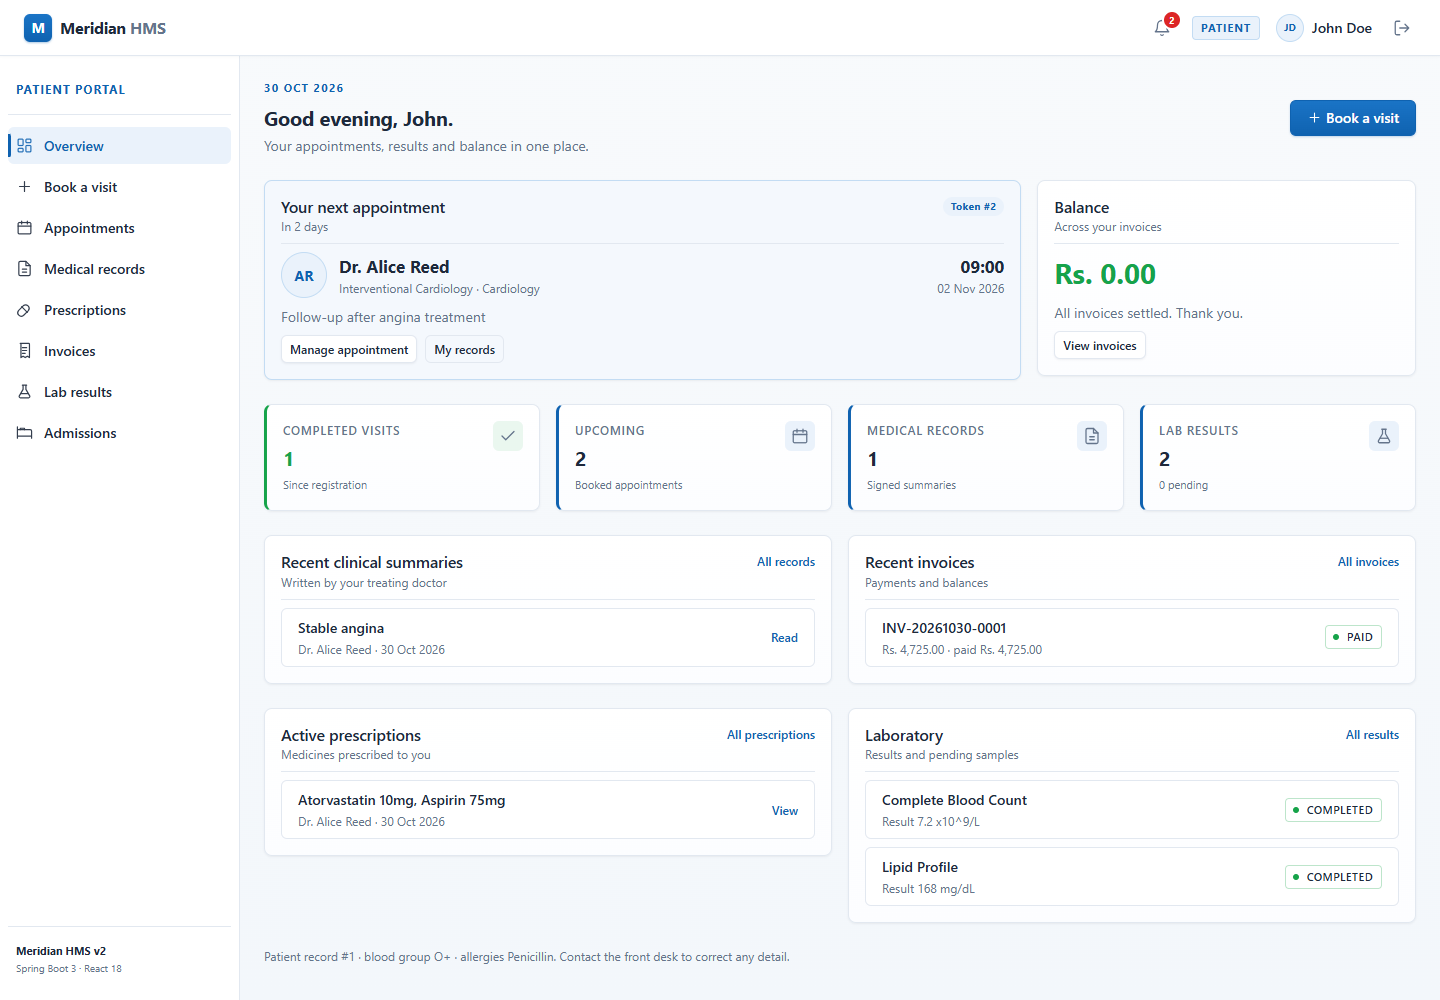 M Meridian HMS
2
PATIENT
JD John Doe
PATIENT PORTAL
Overview
Book a visit
Appointments
Medical records
Prescriptions
Invoices
Lab results
Admissions
Meridian HMS v2
Spring Boot 3 · React 18
30 OCT 2026
Good evening, John.
Your appointments, results and balance in one place.
+ Book a visit
Your next appointment
Token #2
In 2 days
AR
Dr. Alice Reed
Interventional Cardiology · Cardiology
09:00
02 Nov 2026
Follow-up after angina treatment
Manage appointment
My records
Balance
Across your invoices
Rs. 0.00
All invoices settled. Thank you.
View invoices
COMPLETED VISITS
1
Since registration
UPCOMING
2
Booked appointments
MEDICAL RECORDS
1
Signed summaries
LAB RESULTS
2
0 pending
Recent clinical summaries
All records
Written by your treating doctor
Stable angina
Dr. Alice Reed · 30 Oct 2026
Read
Recent invoices
All invoices
Payments and balances
INV-20261030-0001
Rs. 4,725.00 · paid Rs. 4,725.00
PAID
Active prescriptions
All prescriptions
Medicines prescribed to you
Atorvastatin 10mg, Aspirin 75mg
Dr. Alice Reed · 30 Oct 2026
View
Laboratory
All results
Results and pending samples
Complete Blood Count
Result 7.2 x10^9/L
COMPLETED
Lipid Profile
Result 168 mg/dL
COMPLETED
Patient record #1 · blood group O+ · allergies Penicillin. Contact the front desk to correct any detail.